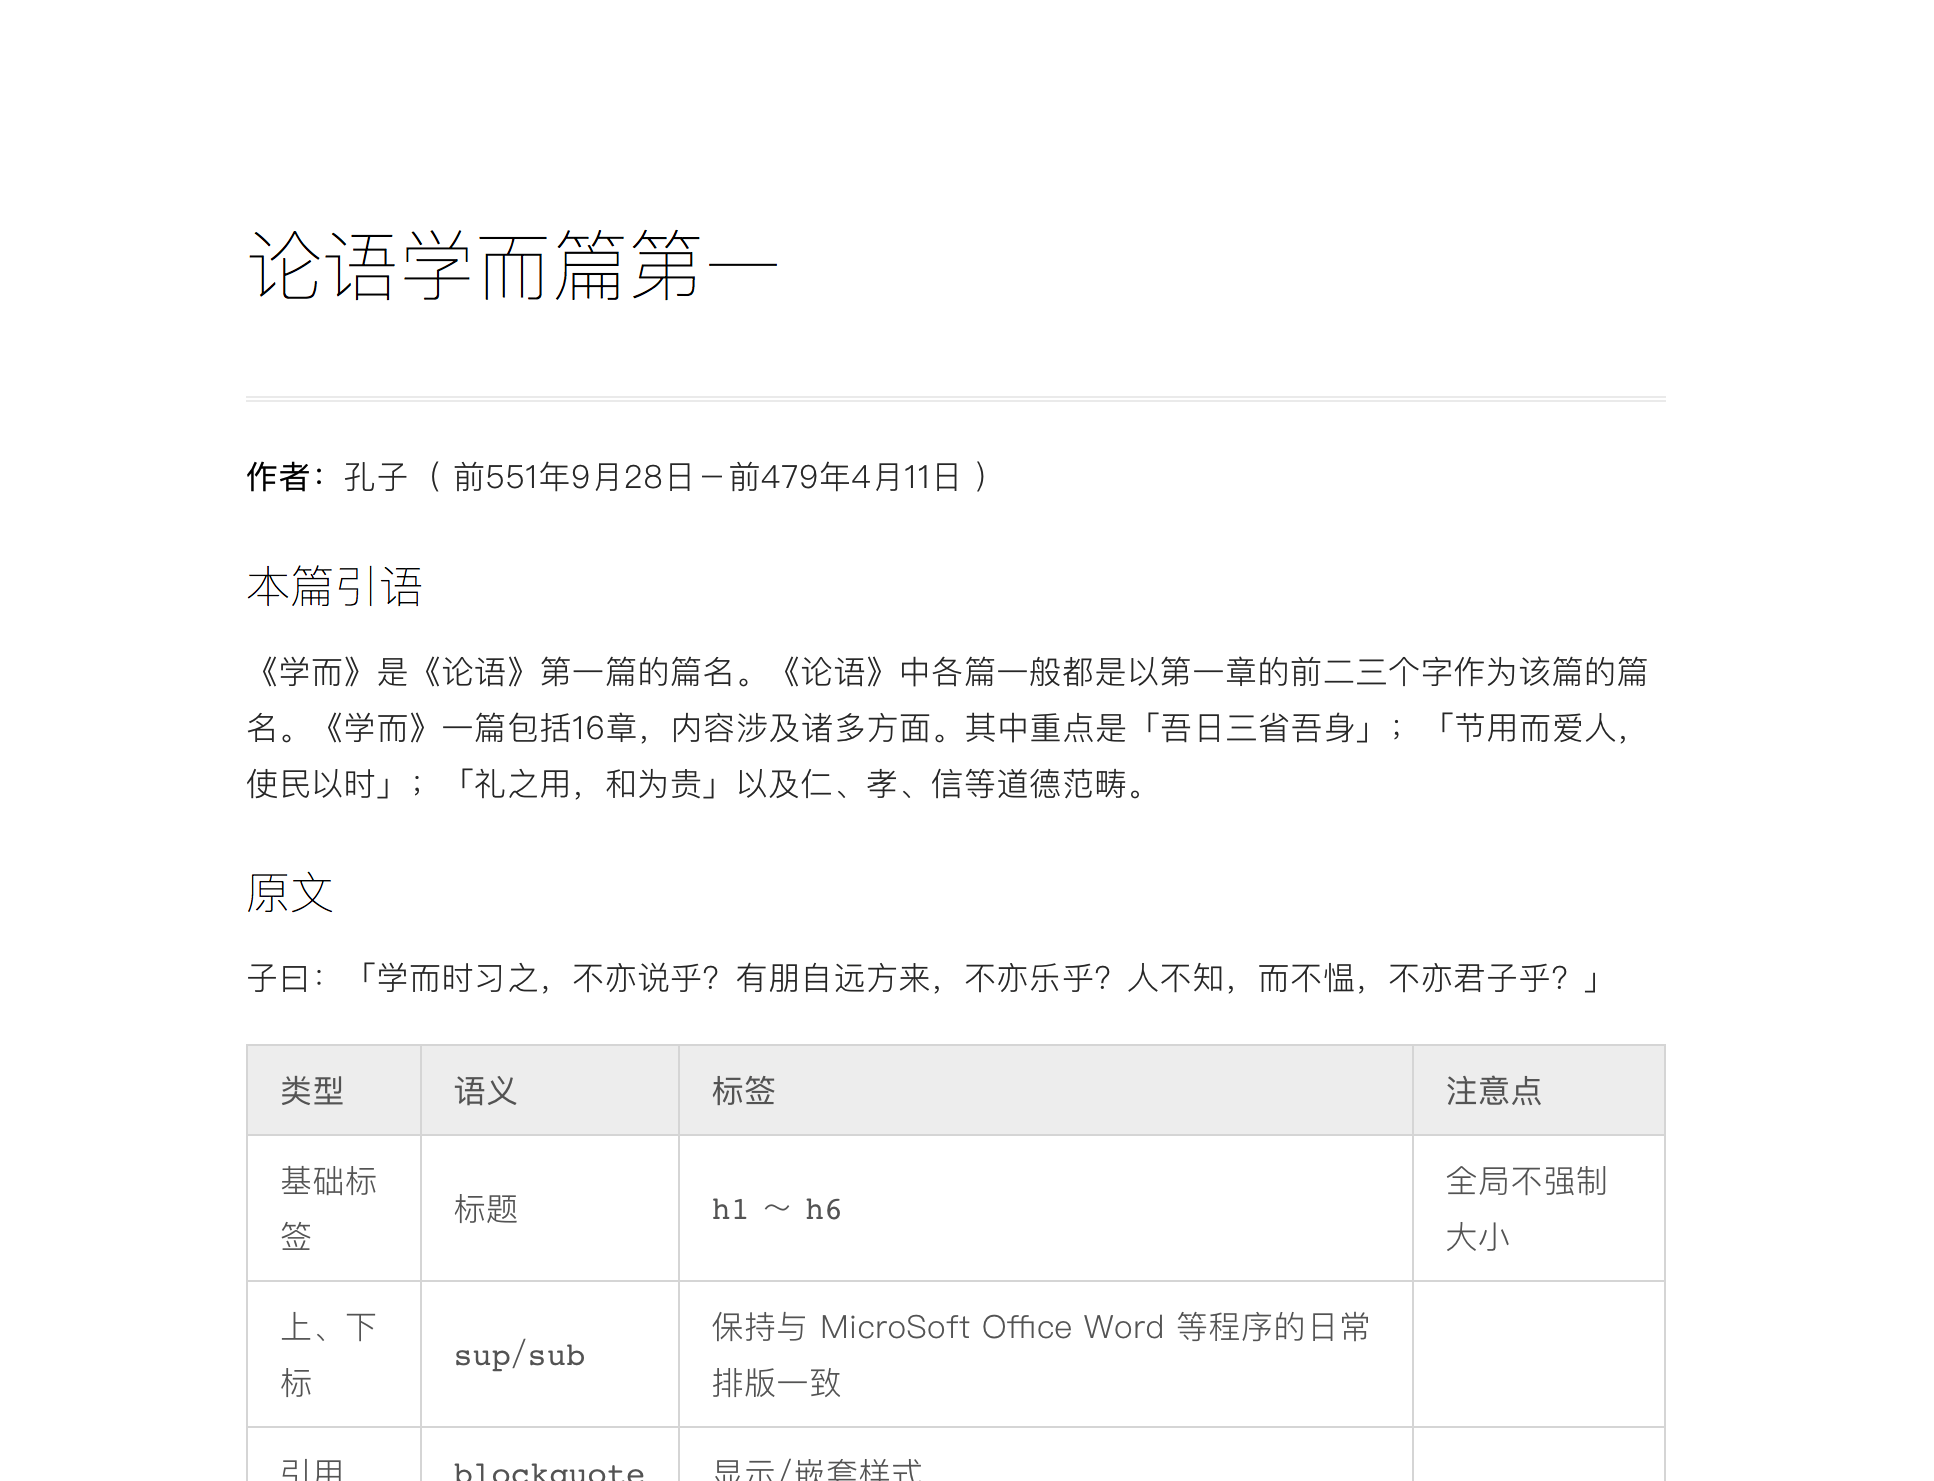 论语学而篇第一
作者：孔子（ 前551年9月28日－前479年4月11日 ）
本篇引语
《学而》是《论语》第一篇的篇名。《论语》中各篇一般都是以第一章的前二三个字作为该篇的篇
名。《学而》一篇包括16章，内容涉及诸多方面。其中重点是「吾日三省吾身」；「节用而爱人，
使民以时」；「礼之用，和为贵」以及仁、孝、信等道德范畴。
原文
子曰：「学而时习之，不亦说乎？有朋自远方来，不亦乐乎？人不知，而不愠，不亦君子乎？」
类型 语义 标签 注意点
基础标
签
标题
h1 ～ h6
全局不强制
大小
上、下
标
sup/sub
保持与 MicroSoft Office Word 等程序的日常
排版一致
引用 blockquote 显示/嵌套样式